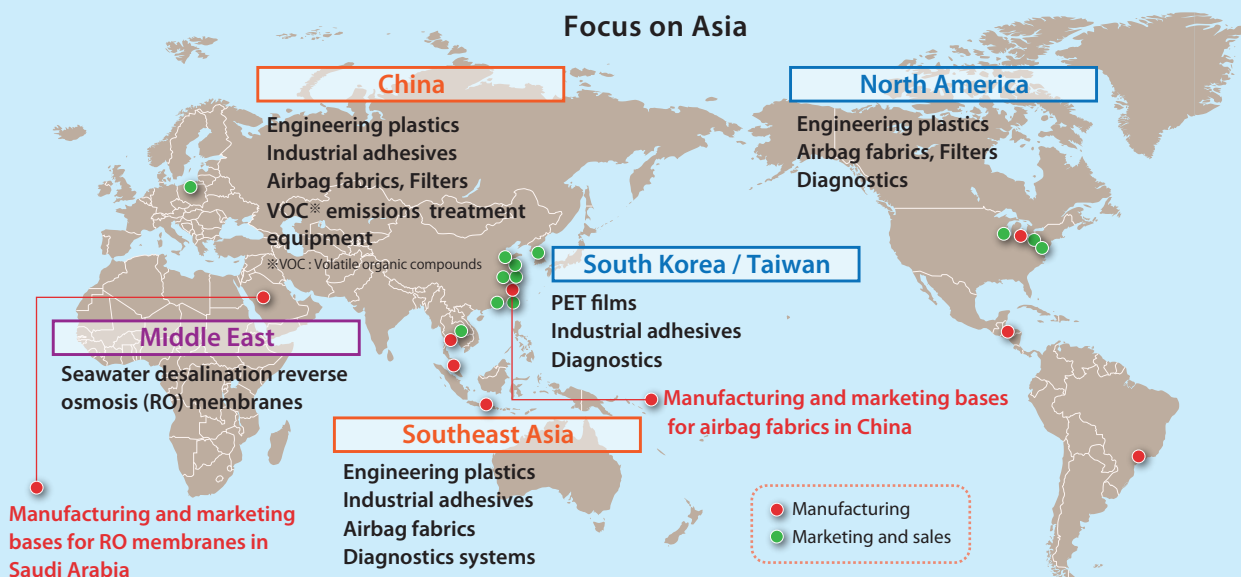 Focus on Asia
China
Engineering plastics
Industrial adhesives
Airbag fabrics, Filters
VOC※ emissions treatment
equipment
※VOC : Volatile organic compounds
North America
Engineering plastics
Airbag fabrics, Filters
Diagnostics
South Korea / Taiwan
PET films
Industrial adhesives
Diagnostics
Middle East
Seawater desalination reverse
osmosis (RO) membranes
Manufacturing and marketing bases
for airbag fabrics in China
Southeast Asia
Engineering plastics
Industrial adhesives
Airbag fabrics
Diagnostics systems
Manufacturing and marketing
bases for RO membranes in
Saudi Arabia
Manufacturing
Marketing and sales